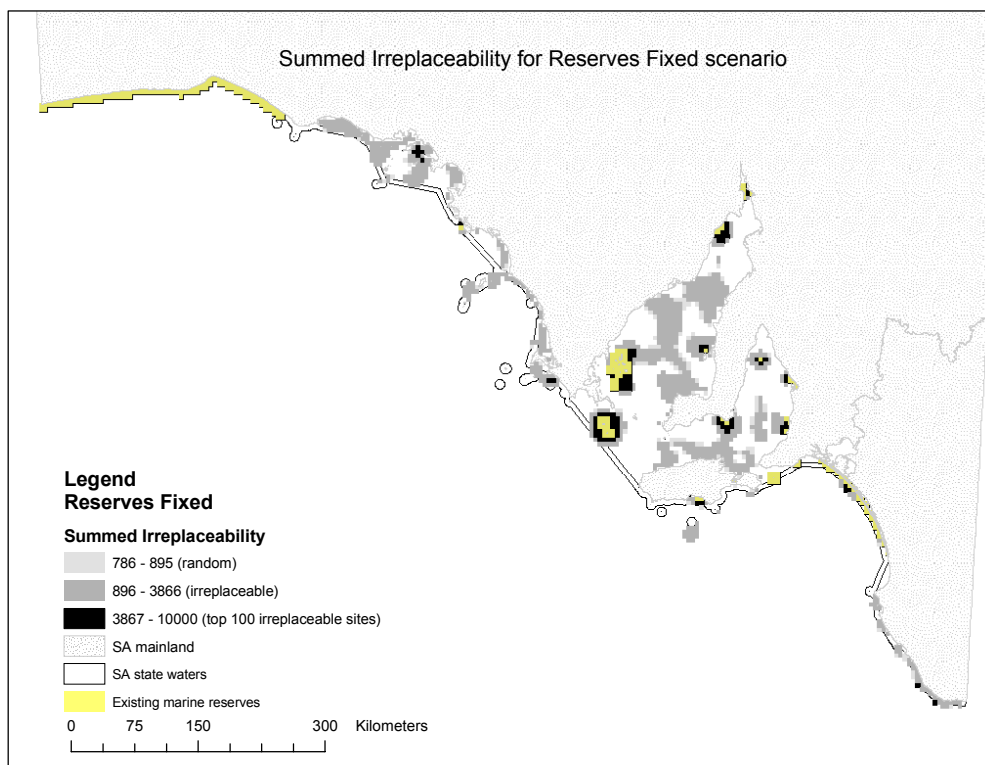 Summed Irreplaceability for Reserves Fixed scenario
Legend
Reserves Fixed
Summed Irreplaceability
786 - 895 (random)
896 - 3866 (irreplaceable)
3867 - 10000 (top 100 irreplaceable sites)
SA mainland
SA state waters
Existing marine reserves
0 75 150 300 Kilometers